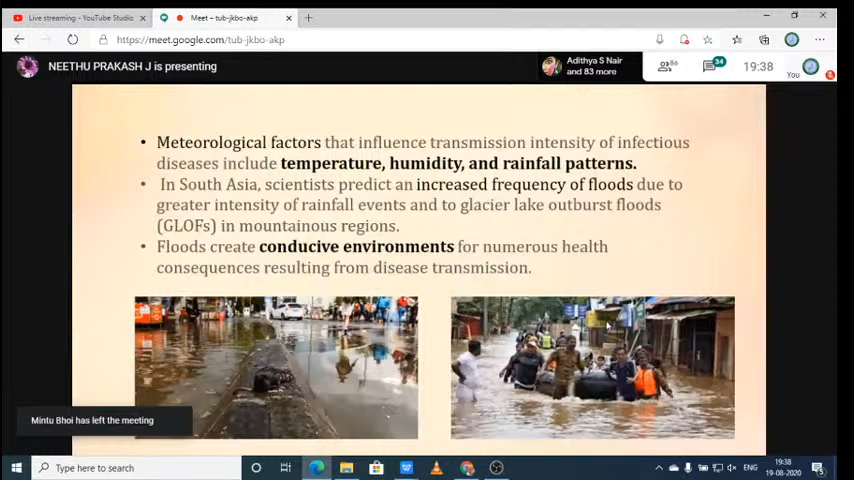 Live streaming - YouTube Studio
Meet – tub-jkbo-akp
https://meet.google.com/tub-jkbo-akp
NEETHU PRAKASH J is presenting
Adithya S Nair
and 83 more
86
34
19:38
You
• Meteorological factors that influence transmission intensity of infectious
diseases include temperature, humidity, and rainfall patterns.
• In South Asia, scientists predict an increased frequency of floods due to
greater intensity of rainfall events and to glacier lake outburst floods
(GLOFs) in mountainous regions.
• Floods create conducive environments for numerous health
consequences resulting from disease transmission.
Mintu Bhoi has left the meeting
Type here to search
ENG
19:38
19-08-2020
5